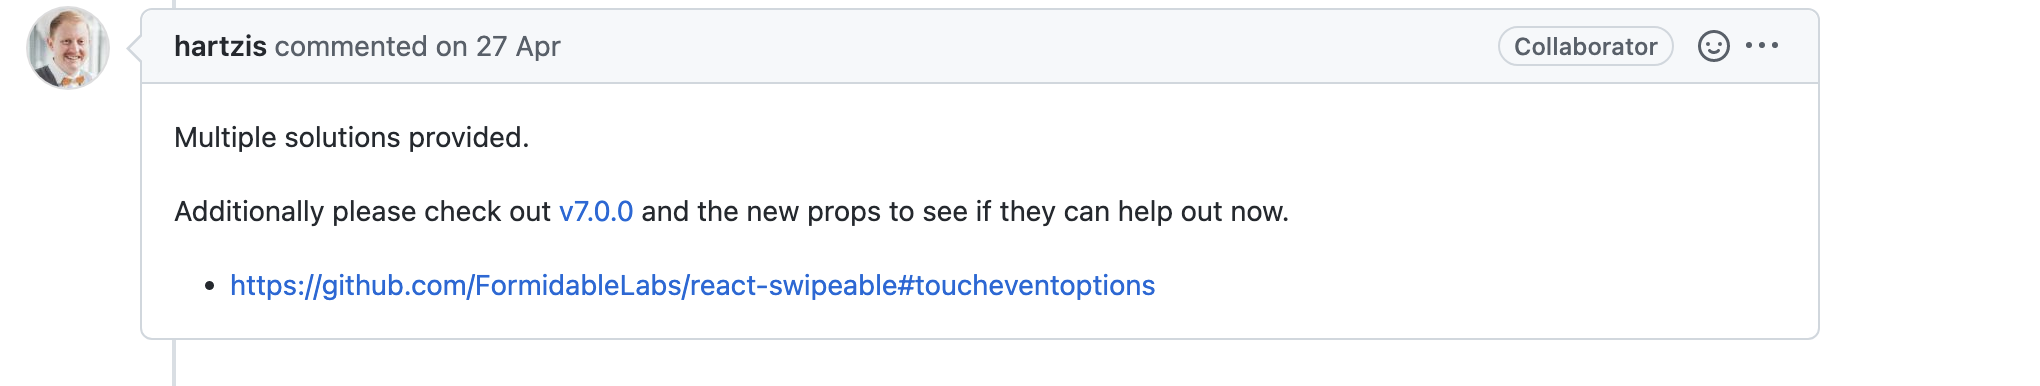 hartzis commented on 27 Apr Collaborator
Multiple solutions provided.
Additionally please check out v7.0.0 and the new props to see if they can help out now.
• https://github.com/FormidableLabs/react-swipeable#toucheventoptions